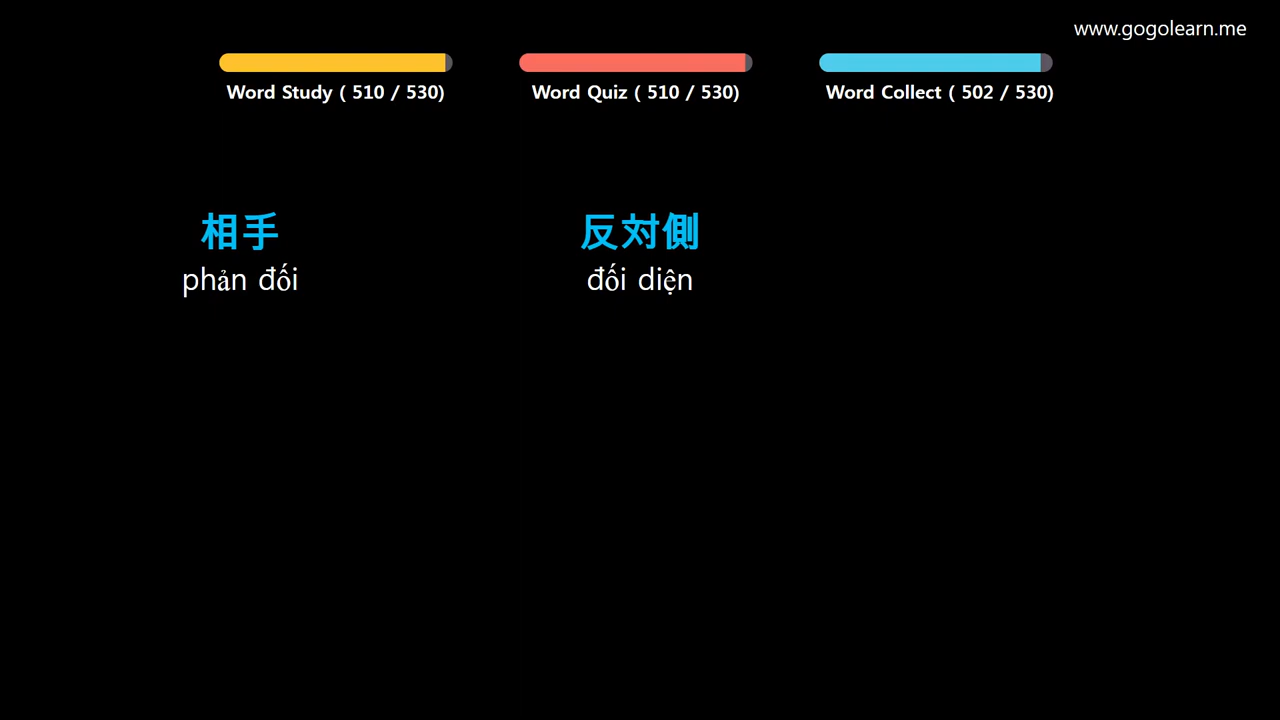 www.gogolearn.me
Word Study ( 510 / 530)
Word Quiz ( 510 / 530)
Word Collect ( 502 / 530)
相手
phản đối
反対側
đối diện